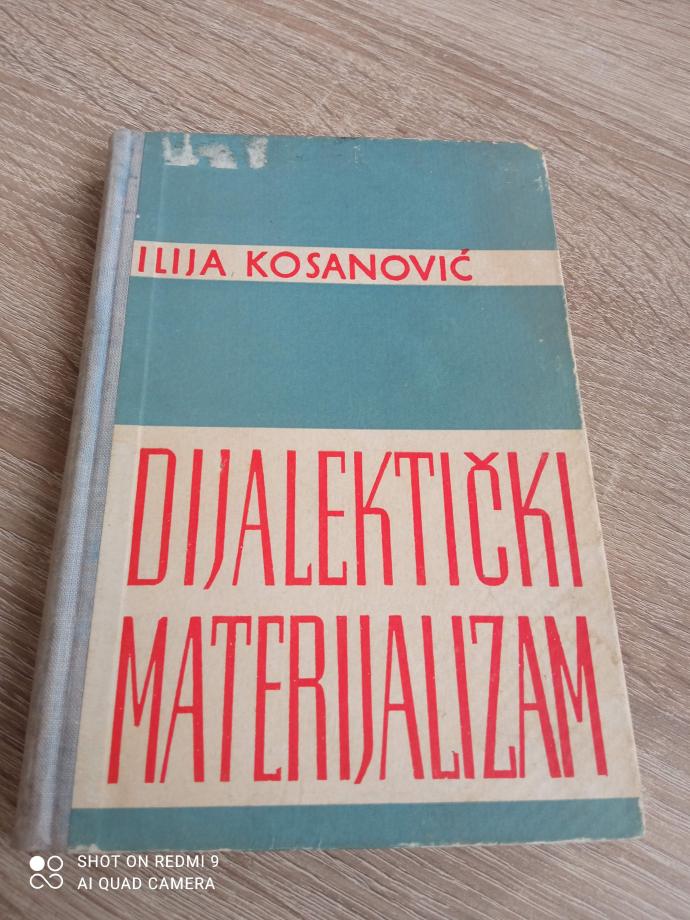 ILIJA KOSANOVIĆ
DIJALEKTIČKI
MATERIJALIZAM
SHOT ON REDMI 9
AI QUAD CAMERA